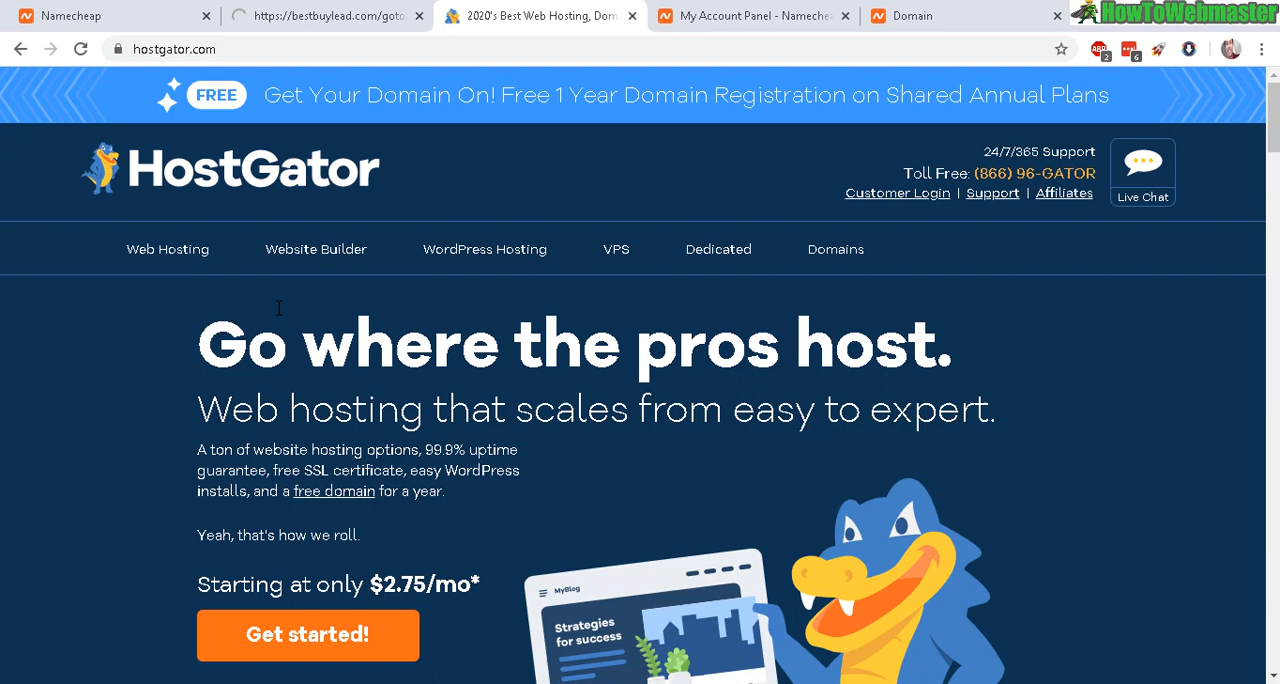 Namecheap
https://bestbuylead.com/goto
2020's Best Web Hosting, Dom
My Account Panel - Nameche
Domain
HowToWebmaster
hostgator.com
ABP
2
6
FREE
Get Your Domain On! Free 1 Year Domain Registration on Shared Annual Plans
HostGator
24/7/365 Support
Toll Free: (866) 96-GATOR
Customer Login | Support | Affiliates
Live Chat
Web Hosting
Website Builder
WordPress Hosting
VPS
Dedicated
Domains
Go where the pros host.
Web hosting that scales from easy to expert.
A ton of website hosting options, 99.9% uptime
guarantee, free SSL certificate, easy WordPress
installs, and a free domain for a year.
Yeah, that's how we roll.
Starting at only $2.75/mo*
Get started!
MyBlog
Strategies
for success